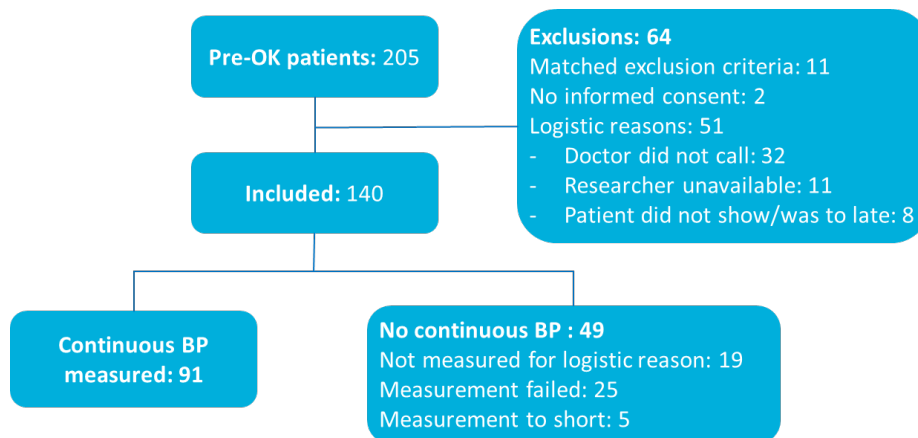 Pre-OK patients: 205
Exclusions: 64
Matched exclusion criteria: 11
No informed consent: 2
Logistic reasons: 51
- Doctor did not call: 32
- Researcher unavailable: 11
- Patient did not show/was to late: 8
Included: 140
Continuous BP
measured: 91
No continuous BP : 49
Not measured for logistic reason: 19
Measurement failed: 25
Measurement to short: 5